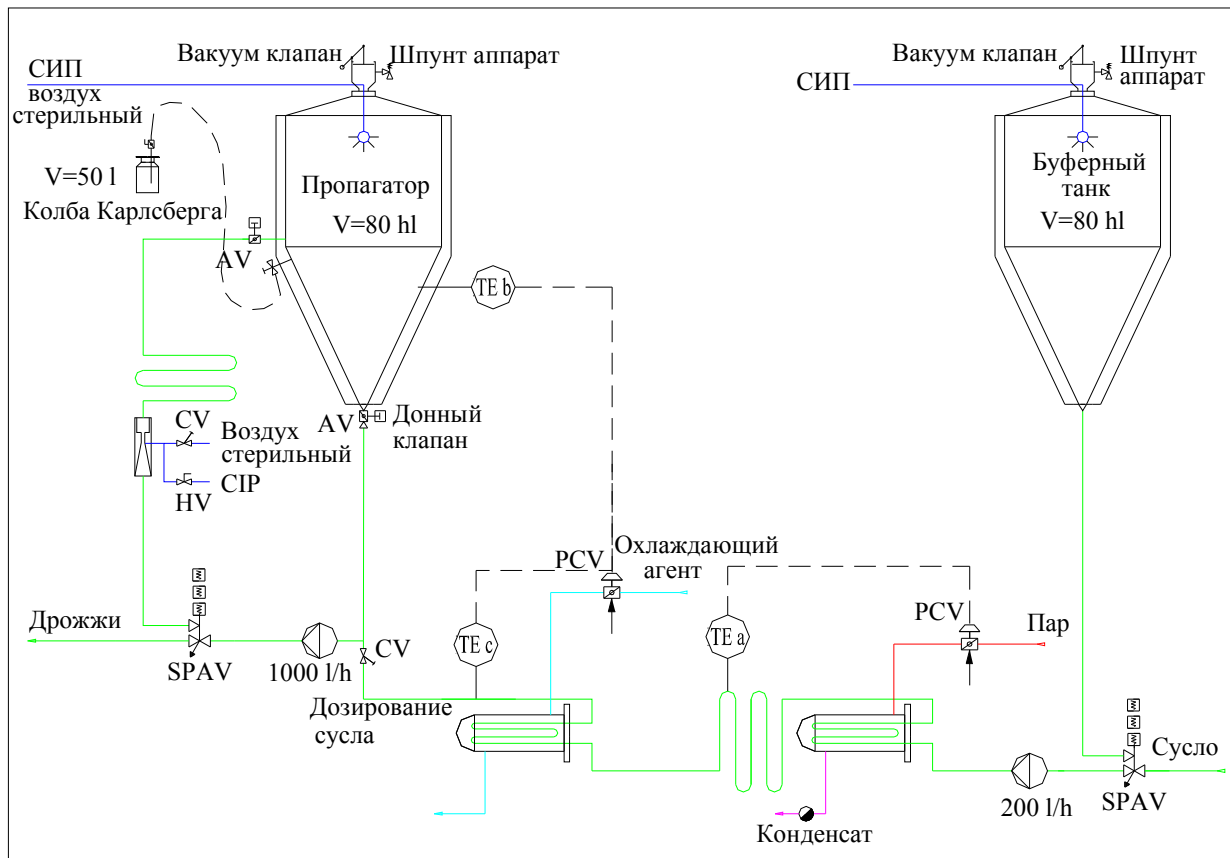 Вакуум клапан
Шпунт аппарат
СИП
воздух
стерильный
V=50 l
Колба Карлсберга
Пропагатор
V=80 hl
AV
TE b
AV
Донный
клапан
CV
Воздух
стерильный
HV
CIP
Вакуум клапан
Шпунт
аппарат
СИП
Буферный
танк
V=80 hl
PCV
Охлаждающий
агент
PCV
Пар
Дрожжи
SPAV
1000 l/h
CV
TE c
TE a
Дозирование
сусла
Конденсат
200 l/h
Сусло
SPAV